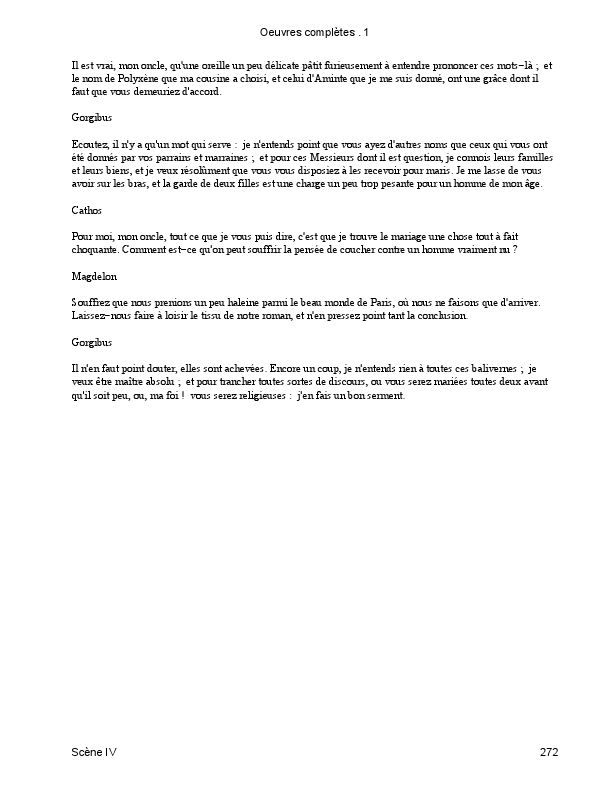 Oeuvres complètes . 1
Il est vrai, mon oncle, qu'une oreille un peu délicate pâtit furieusement à entendre prononcer ces mots-là ; et
le nom de Polyxène que ma cousine a choisi, et celui d'Aminte que je me suis donné, ont une grâce dont il
faut que vous demeuriez d'accord.
Gorgibus
Ecoutez, il n'y a qu'un mot qui serve : je n'entends point que vous ayez d'autres noms que ceux qui vous ont
été donnés par vos parrains et marraines ; et pour ces Messieurs dont il est question, je connois leurs familles
et leurs biens, et je veux résolûment que vous vous disposiez à les recevoir pour maris. Je me lasse de vous
avoir sur les bras, et la garde de deux filles est une charge un peu trop pesante pour un homme de mon âge.
Cathos
Pour moi, mon oncle, tout ce que je vous puis dire, c'est que je trouve le mariage une chose tout à fait
choquante. Comment est-ce qu'on peut souffrir la pensée de coucher contre un homme vraiment nu ?
Magdelon
Souffrez que nous prenions un peu haleine parmi le beau monde de Paris, où nous ne faisons que d'arriver.
Laissez-nous faire à loisir le tissu de notre roman, et n'en pressez point tant la conclusion.
Gorgibus
Il n'en faut point douter, elles sont achevées. Encore un coup, je n'entends rien à toutes ces balivernes ; je
veux être maître absolu ; et pour trancher toutes sortes de discours, ou vous serez mariées toutes deux avant
qu'il soit peu, ou, ma foi ! vous serez religieuses : j'en fais un bon serment.
Scène IV
272